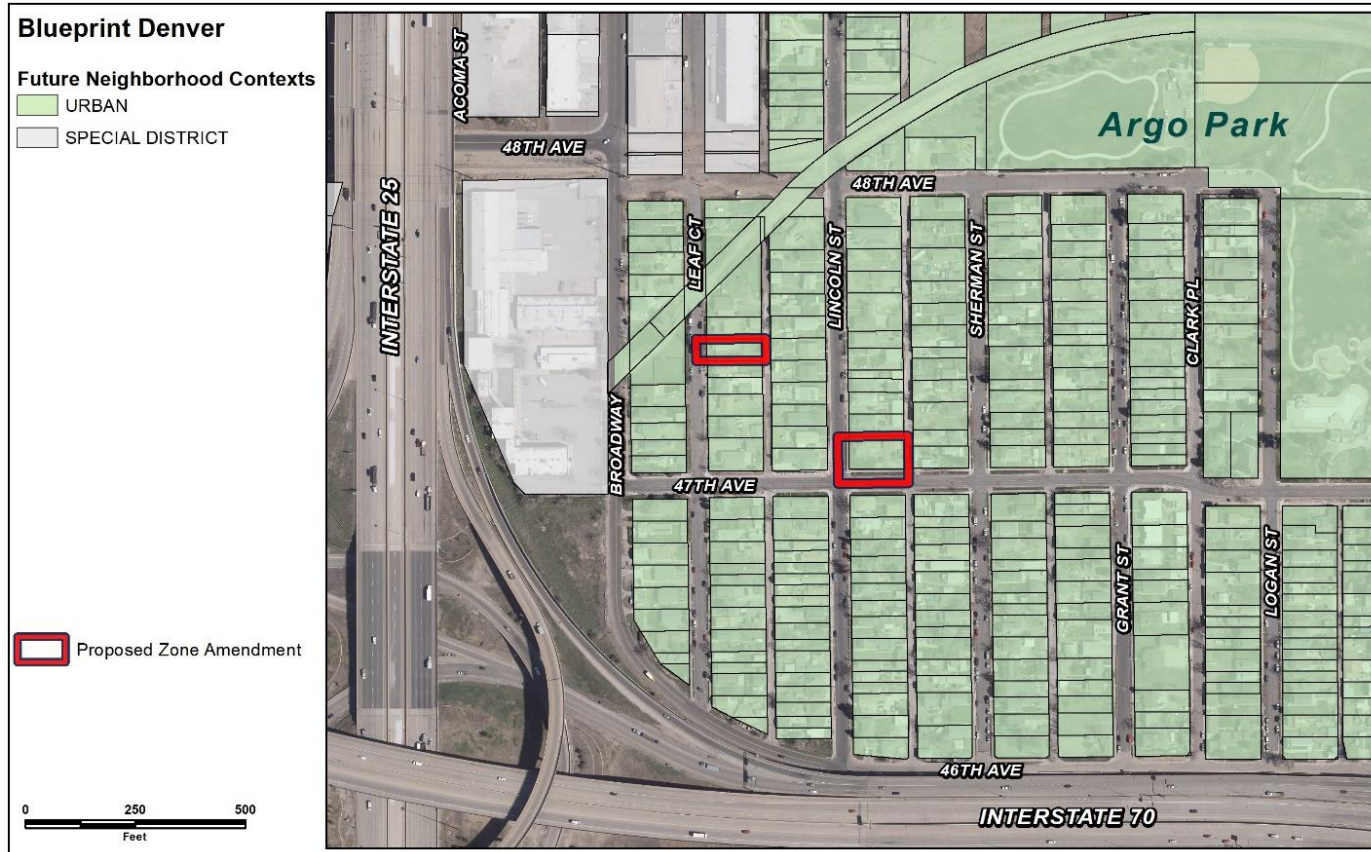 Blueprint Denver
Future Neighborhood Contexts
URBAN
SPECIAL DISTRICT
Proposed Zone Amendment
0 250 500
Feet
ACOMA ST
48TH AVE
Argo Park
48TH AVE
INTERSTATE 25
LEAF CT
LINCOLN ST
SHERMAN ST
CLARK PL
BROADWAY
47TH AVE
GRANT ST
LOGAN ST
46TH AVE
INTERSTATE 70